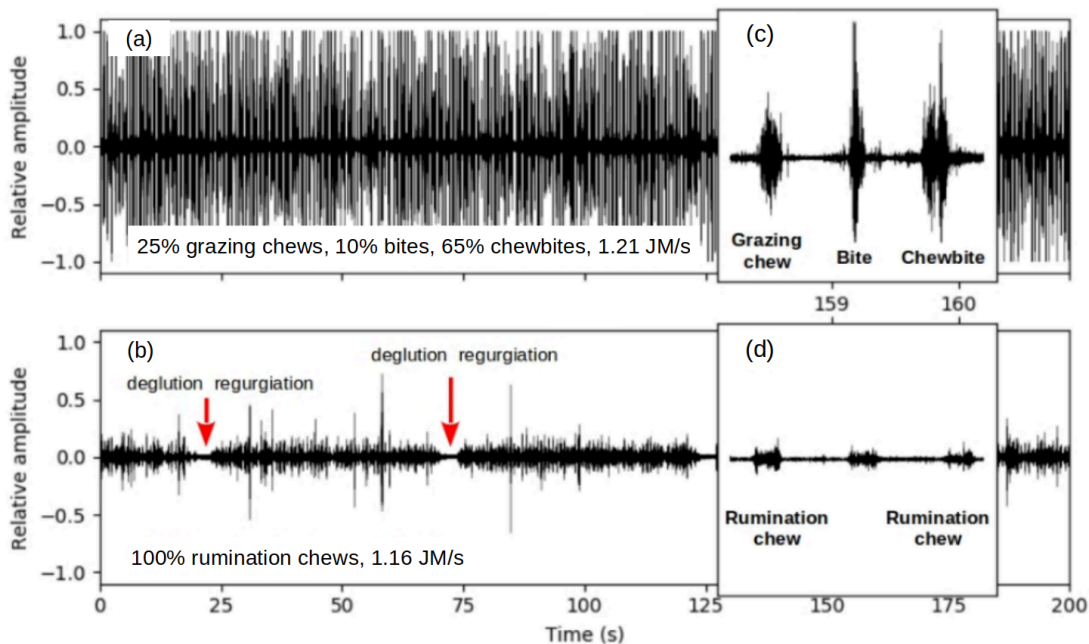 Relative amplitude
1.0
0.5
0.0
−0.5
−1.0
(a)
25% grazing chews, 10% bites, 65% chewbites, 1.21 JM/s
(c)
Grazing
chew
Bite
Chewbite
159
160
Relative amplitude
1.0
0.5
0.0
−0.5
−1.0
(b)
deglution
regurgiation
deglution
regurgiation
100% rumination chews, 1.16 JM/s
(d)
Rumination
chew
Rumination
chew
0
25
50
75
100
125
150
175
200
Time (s)